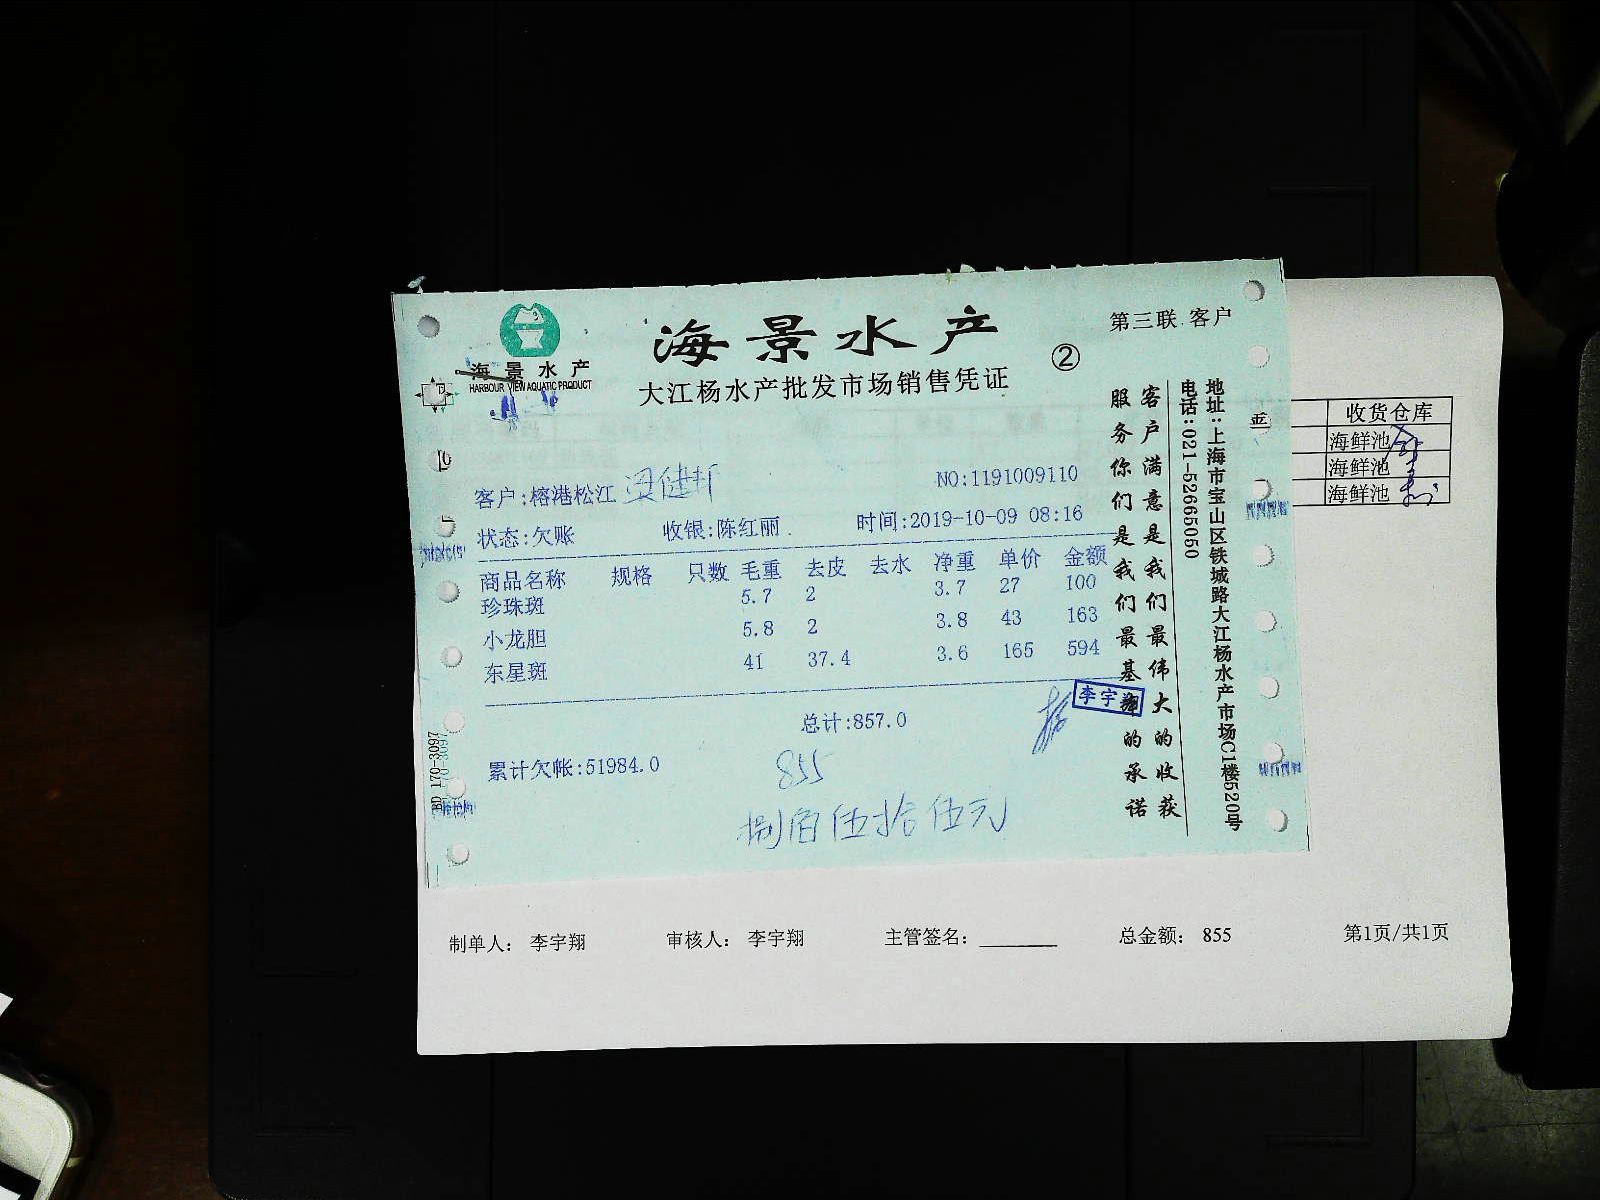 海景水产
HARBOUR VIEW AQUATIC PRODUCT
海景水产
大江杨水产批发市场销售凭证
②
第三联 客户
客户:榕港松江
NO:1191009110
状态:欠账 收银:陈红丽 时间:2019-10-09 08:16
商品名称 规格 只数 毛重 去皮 去水 净重 单价 金额
珍珠斑 5.7 2 3.7 27 100
小龙胆 5.8 2 3.8 43 163
东星斑 41 37.4 3.6 165 594
总计:857.0
李宇翔
累计欠帐:51984.0
855
捌佰伍拾伍元
客户满意是我们最伟大的收获
服务你们是我们最基本的承诺
地址:上海市宝山区铁城路大江杨水产市场C1楼520号
电话:021-52665050
BD 170-3097
收货仓库
海鲜池
海鲜池
海鲜池
制单人: 李宇翔 审核人: 李宇翔 主管签名: 总金额: 855 第1页/共1页